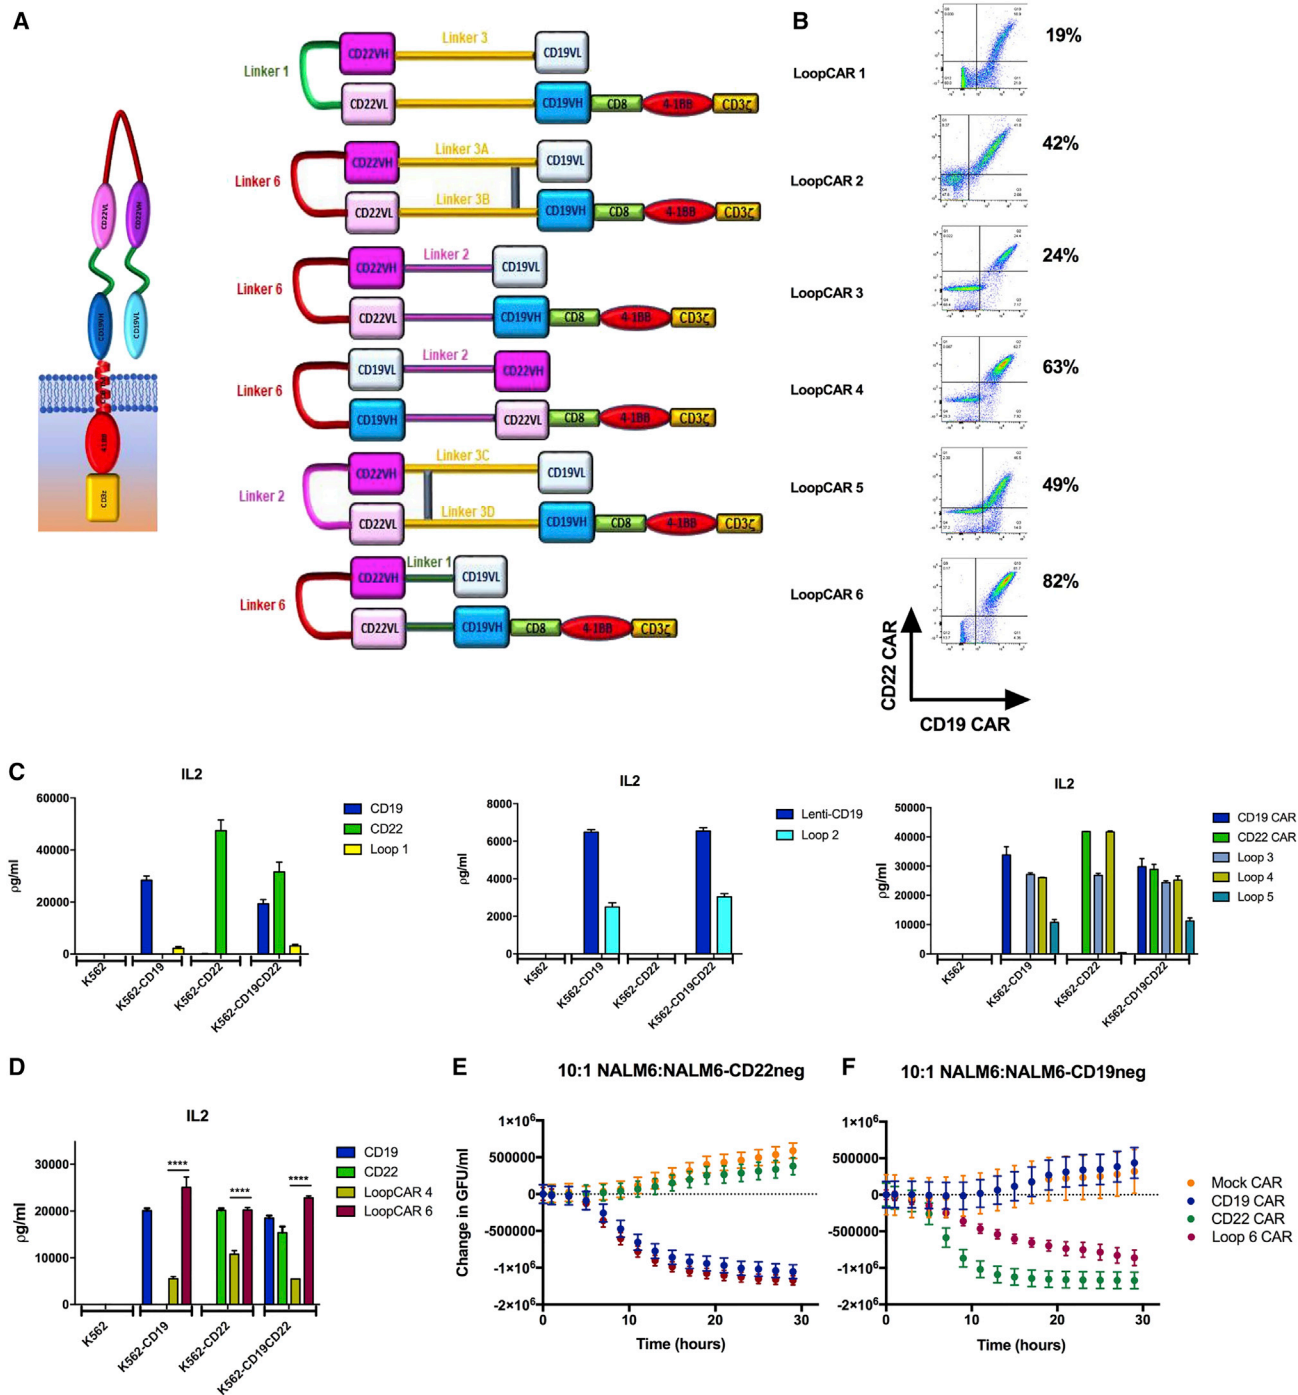 A
CD22VL
CD22VH
CD19VH
CD19VL
41BB
CD3z
Linker 1
CD22VH
Linker 3
CD19VL
CD22VL
CD19VH
CD8
4-1BB
CD3ζ
Linker 6
CD22VH
Linker 3A
CD19VL
CD22VL
Linker 3B
CD19VH
CD8
4-1BB
CD3ζ
Linker 6
CD22VH
Linker 2
CD19VL
CD22VL
CD19VH
CD8
4-1BB
CD3ζ
Linker 6
CD19VL
Linker 2
CD22VH
CD19VH
CD22VL
CD8
4-1BB
CD3ζ
Linker 2
CD22VH
Linker 3C
CD19VL
CD22VL
Linker 3D
CD19VH
CD8
4-1BB
CD3ζ
Linker 6
CD22VH
Linker 1
CD19VL
CD22VL
CD19VH
CD8
4-1BB
CD3ζ
B
LoopCAR 1
19%
LoopCAR 2
42%
LoopCAR 3
24%
LoopCAR 4
63%
LoopCAR 5
49%
LoopCAR 6
82%
CD22 CAR
CD19 CAR
C
IL2
ρg/ml
60000
40000
20000
0
K562
K562-CD19
K562-CD22
K562-CD19CD22
CD19
CD22
Loop 1
IL2
ρg/ml
8000
6000
4000
2000
0
K562
K562-CD19
K562-CD22
K562-CD19CD22
Lenti-CD19
Loop 2
IL2
ρg/ml
50000
40000
30000
20000
10000
0
K562
K562-CD19
K562-CD22
K562-CD19CD22
CD19 CAR
CD22 CAR
Loop 3
Loop 4
Loop 5
D
IL2
ρg/ml
30000
20000
10000
0
****
****
****
K562
K562-CD19
K562-CD22
K562-CD19CD22
CD19
CD22
LoopCAR 4
LoopCAR 6
E
10:1 NALM6:NALM6-CD22neg
Change in GFU/ml
1×10⁶
500000
0
-500000
-1×10⁶
-2×10⁶
0
10
20
30
Time (hours)
F
10:1 NALM6:NALM6-CD19neg
1×10⁶
500000
0
-500000
-1×10⁶
-2×10⁶
0
10
20
30
Time (hours)
Mock CAR
CD19 CAR
CD22 CAR
Loop 6 CAR